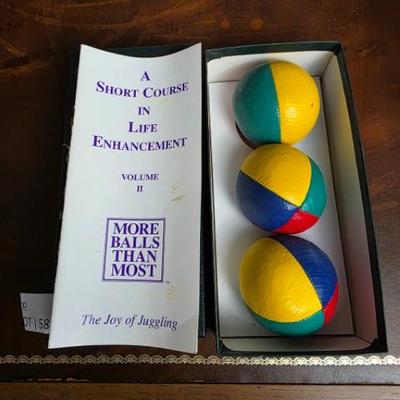 A
SHORT COURSE
IN
LIFE
ENHANCEMENT
VOLUME
II
MORE
BALLS
THAN
MOST
The Joy of Juggling